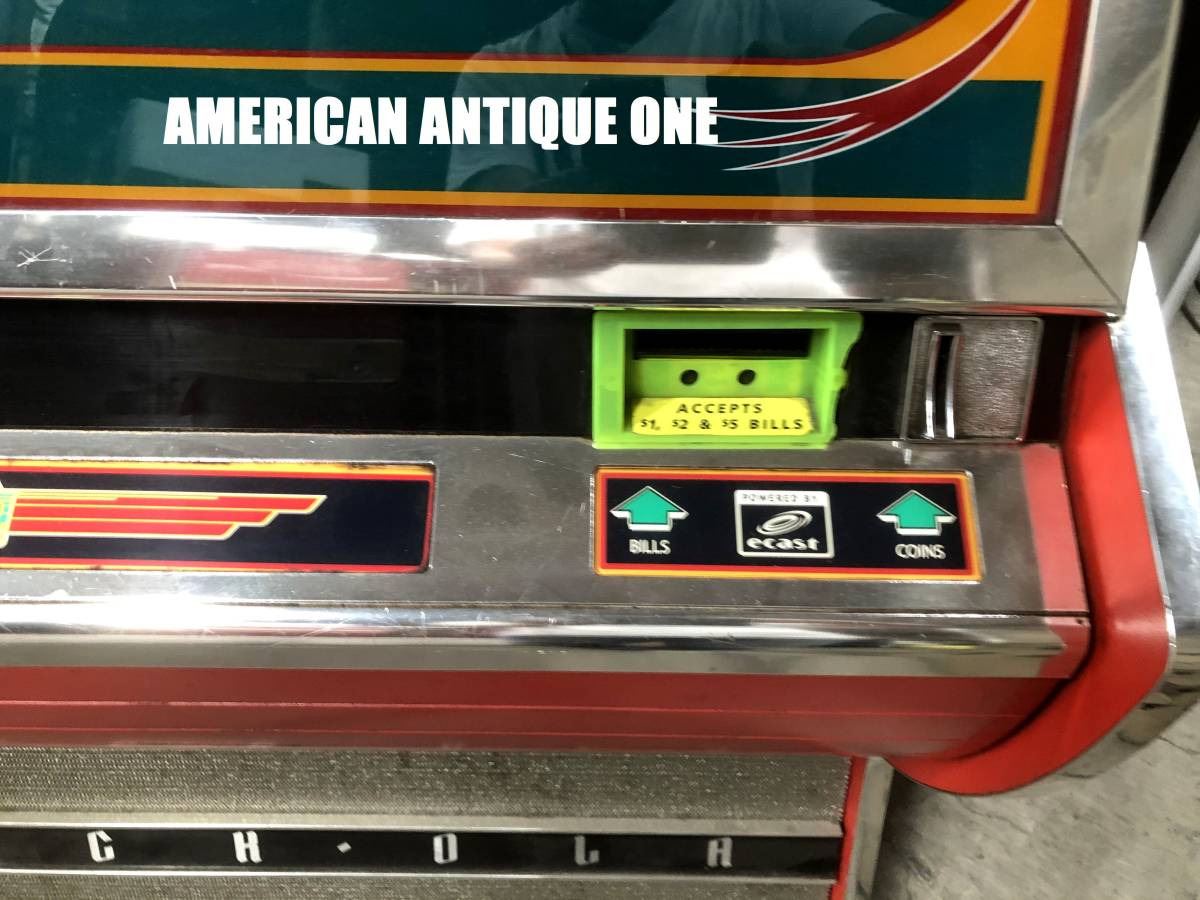 AMERICAN ANTIQUE ONE
ACCEPTS
$1, $2 & $5 BILLS
BILLS
POWERED BY
ecast
COINS
C K · O L A